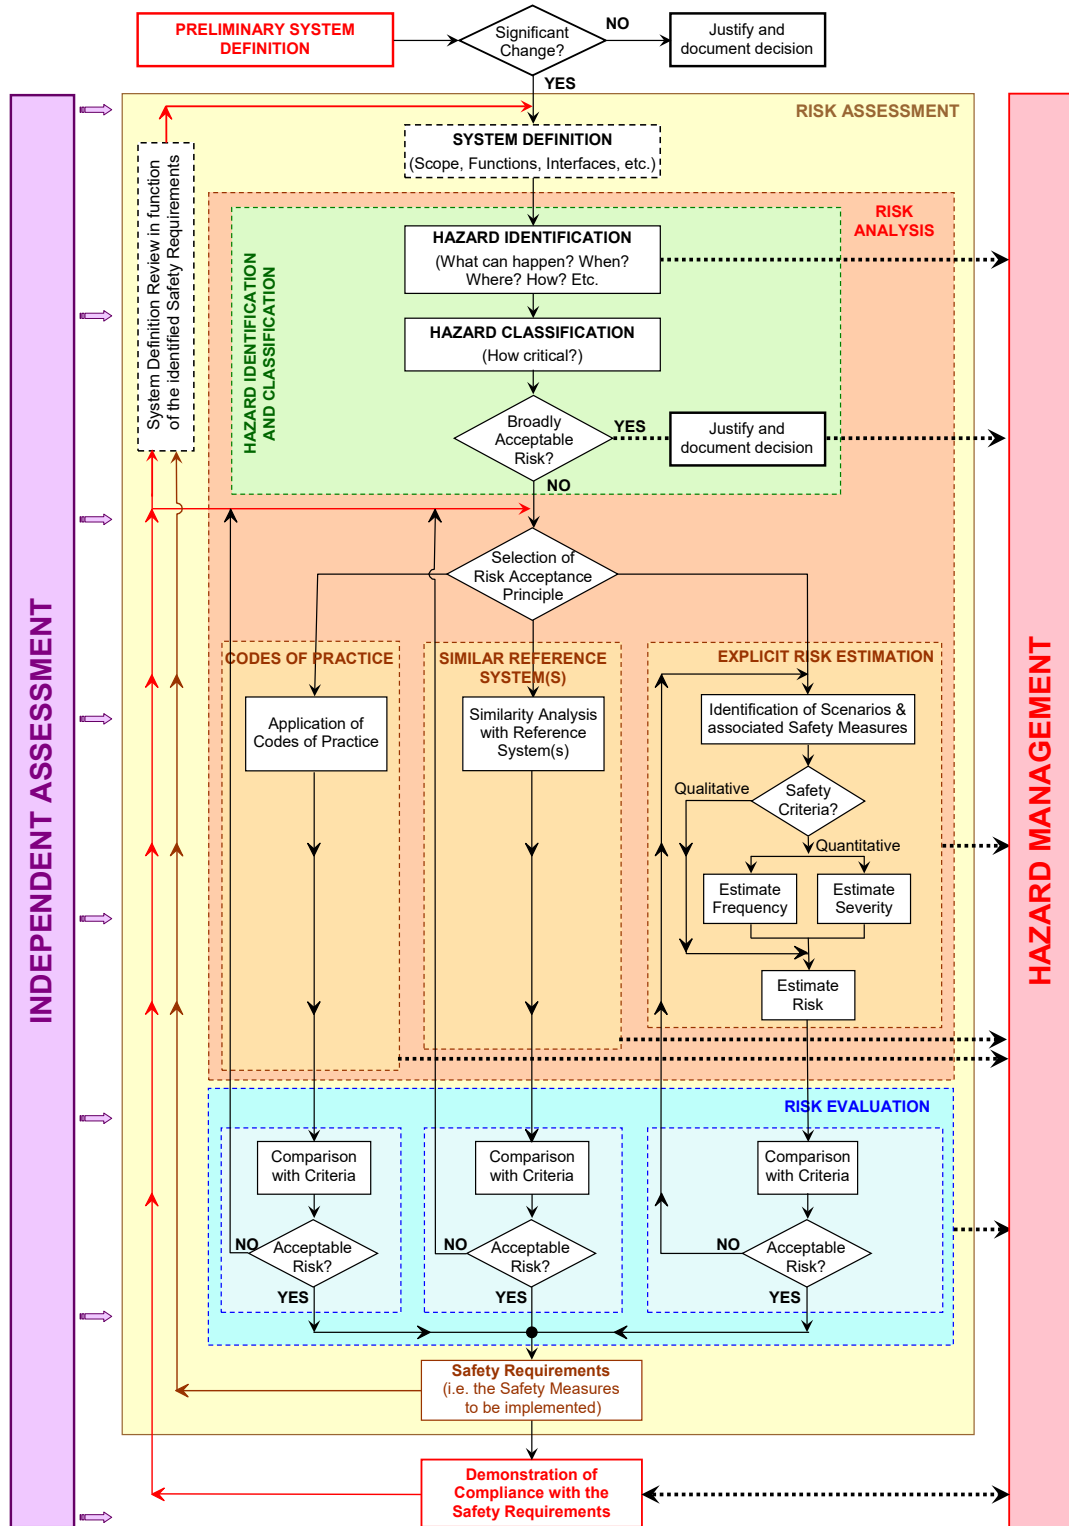 PRELIMINARY SYSTEM
DEFINITION
Significant
Change?
NO
Justify and
document decision
YES
RISK ASSESSMENT
SYSTEM DEFINITION
(Scope, Functions, Interfaces, etc.)
System Definition Review in function
of the identified Safety Requirements
RISK
ANALYSIS
HAZARD IDENTIFICATION
AND CLASSIFICATION
HAZARD IDENTIFICATION
(What can happen? When?
Where? How? Etc.
HAZARD CLASSIFICATION
(How critical?)
Broadly
Acceptable
Risk?
YES
Justify and
document decision
NO
Selection of
Risk Acceptance
Principle
INDEPENDENT ASSESSMENT
HAZARD MANAGEMENT
CODES OF PRACTICE
Application of
Codes of Practice
SIMILAR REFERENCE
SYSTEM(S)
Similarity Analysis
with Reference
System(s)
EXPLICIT RISK ESTIMATION
Identification of Scenarios &
associated Safety Measures
Qualitative
Safety
Criteria?
Quantitative
Estimate
Frequency
Estimate
Severity
Estimate
Risk
RISK EVALUATION
Comparison
with Criteria
NO
Acceptable
Risk?
YES
Comparison
with Criteria
NO
Acceptable
Risk?
YES
Comparison
with Criteria
NO
Acceptable
Risk?
YES
Safety Requirements
(i.e. the Safety Measures
to be implemented)
Demonstration of
Compliance with the
Safety Requirements